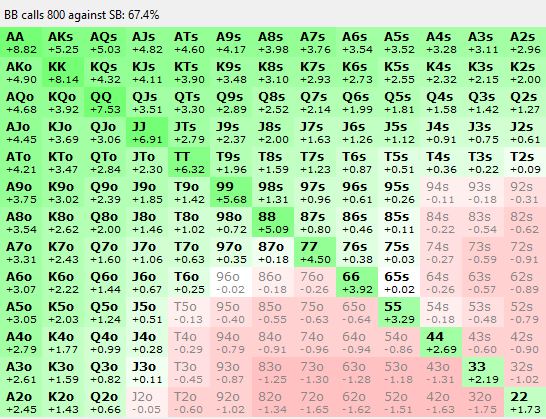 BB calls 800 against SB: 67.4%
AA AKs AQs AJs ATs A9s A8s A7s A6s A5s A4s A3s A2s
+8.82 +5.25 +5.03 +4.82 +4.60 +4.17 +3.98 +3.76 +3.54 +3.52 +3.28 +3.11 +2.96
AKo KK KQs KJs KTs K9s K8s K7s K6s K5s K4s K3s K2s
+4.90 +8.14 +4.32 +4.11 +3.90 +3.48 +3.10 +2.93 +2.73 +2.55 +2.32 +2.15 +2.00
AQo KQo QQ QJs QTs Q9s Q8s Q7s Q6s Q5s Q4s Q3s Q2s
+4.68 +3.92 +7.53 +3.51 +3.30 +2.89 +2.52 +2.14 +1.99 +1.81 +1.58 +1.42 +1.27
AJo KJo QJo JJ JTs J9s J8s J7s J6s J5s J4s J3s J2s
+4.45 +3.69 +3.06 +6.91 +2.79 +2.37 +2.00 +1.63 +1.26 +1.12 +0.91 +0.75 +0.61
ATo KTo QTo JTo TT T9s T8s T7s T6s T5s T4s T3s T2s
+4.21 +3.47 +2.84 +2.30 +6.32 +1.96 +1.59 +1.23 +0.87 +0.51 +0.36 +0.22 +0.09
A9o K9o Q9o J9o T9o 99 98s 97s 96s 95s 94s 93s 92s
+3.75 +3.02 +2.39 +1.85 +1.42 +5.68 +1.31 +0.96 +0.61 +0.26 -0.11 -0.18 -0.31
A8o K8o Q8o J8o T8o 98o 88 87s 86s 85s 84s 83s 82s
+3.54 +2.62 +2.00 +1.46 +1.02 +0.72 +5.09 +0.80 +0.46 +0.11 -0.22 -0.54 -0.62
A7o K7o Q7o J7o T7o 97o 87o 77 76s 75s 74s 73s 72s
+3.31 +2.43 +1.60 +1.06 +0.63 +0.35 +0.18 +4.50 +0.38 +0.03 -0.27 -0.59 -0.91
A6o K6o Q6o J6o T6o 96o 86o 76o 66 65s 64s 63s 62s
+3.07 +2.22 +1.44 +0.67 +0.25 -0.02 -0.18 -0.26 +3.92 +0.02 -0.26 -0.57 -0.89
A5o K5o Q5o J5o T5o 95o 85o 75o 65o 55 54s 53s 52s
+3.05 +2.03 +1.24 +0.51 -0.13 -0.40 -0.55 -0.63 -0.64 +3.29 -0.18 -0.48 -0.79
A4o K4o Q4o J4o T4o 94o 84o 74o 64o 54o 44 43s 42s
+2.79 +1.77 +0.99 +0.28 -0.29 -0.79 -0.91 -0.96 -0.94 -0.86 +2.69 -0.60 -0.90
A3o K3o Q3o J3o T3o 93o 83o 73o 63o 53o 43o 33 32s
+2.61 +1.59 +0.82 +0.11 -0.45 -0.87 -1.25 -1.30 -1.28 -1.18 -1.31 +2.19 -1.02
A2o K2o Q2o J2o T2o 92o 82o 72o 62o 52o 42o 32o 22
+2.45 +1.43 +0.66 -0.05 -0.60 -1.02 -1.34 -1.65 -1.62 -1.51 -1.63 -1.75 +1.73